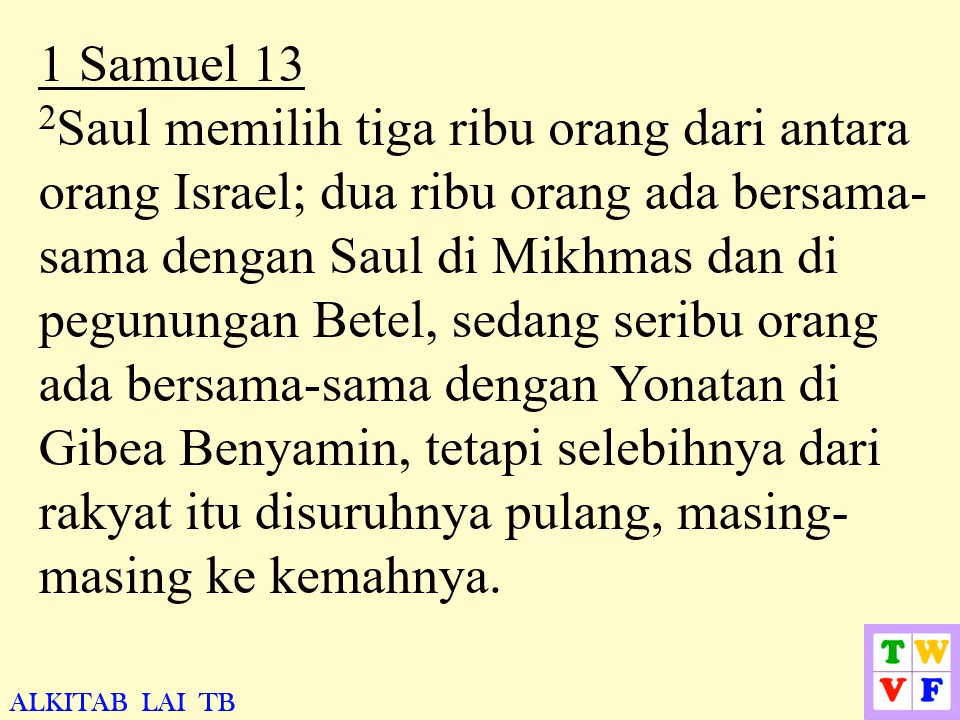 1 Samuel 13
²Saul memilih tiga ribu orang dari antara
orang Israel; dua ribu orang ada bersama-
sama dengan Saul di Mikhmas dan di
pegunungan Betel, sedang seribu orang
ada bersama-sama dengan Yonatan di
Gibea Benyamin, tetapi selebihnya dari
rakyat itu disuruhnya pulang, masing-
masing ke kemahnya.
T W
V F
ALKITAB LAI TB